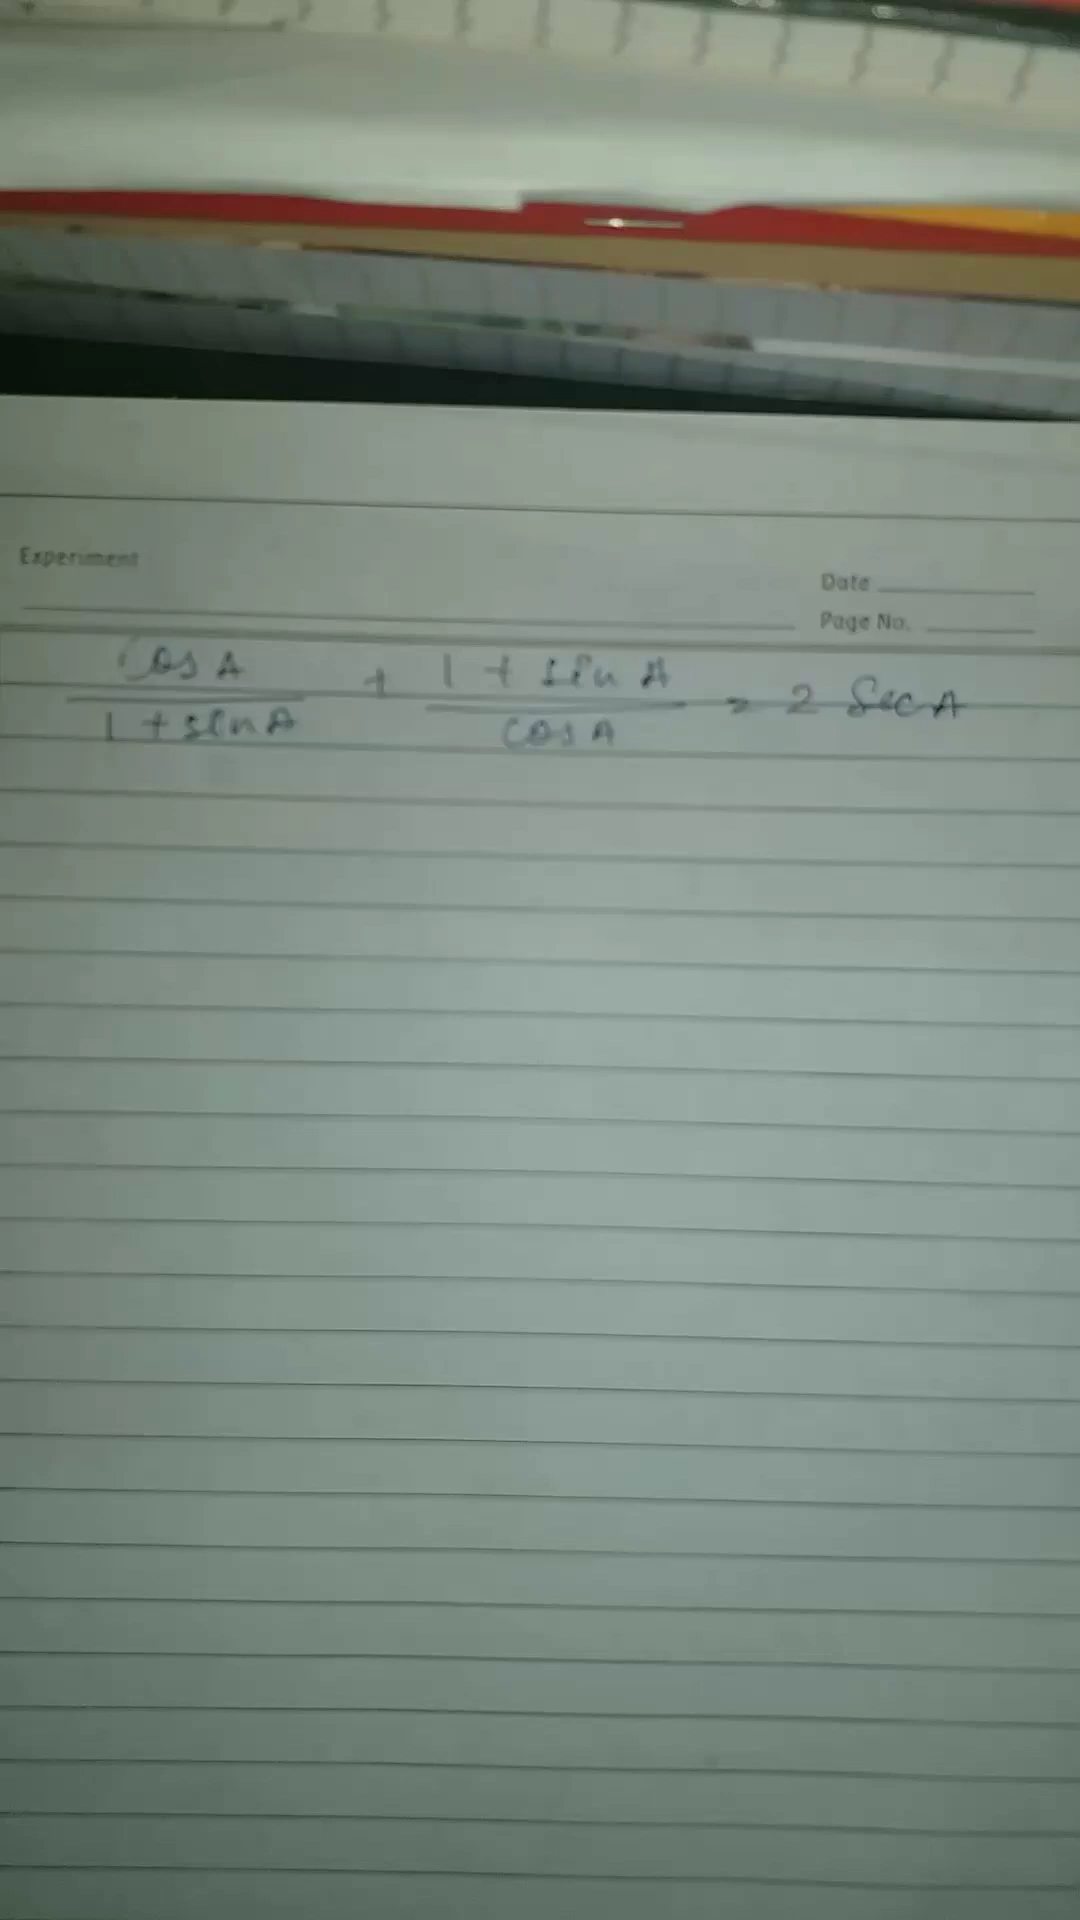 Experiment
Date
Page No.
cos A / 1 + sin A + 1 + sin A / cos A = 2 Sec A